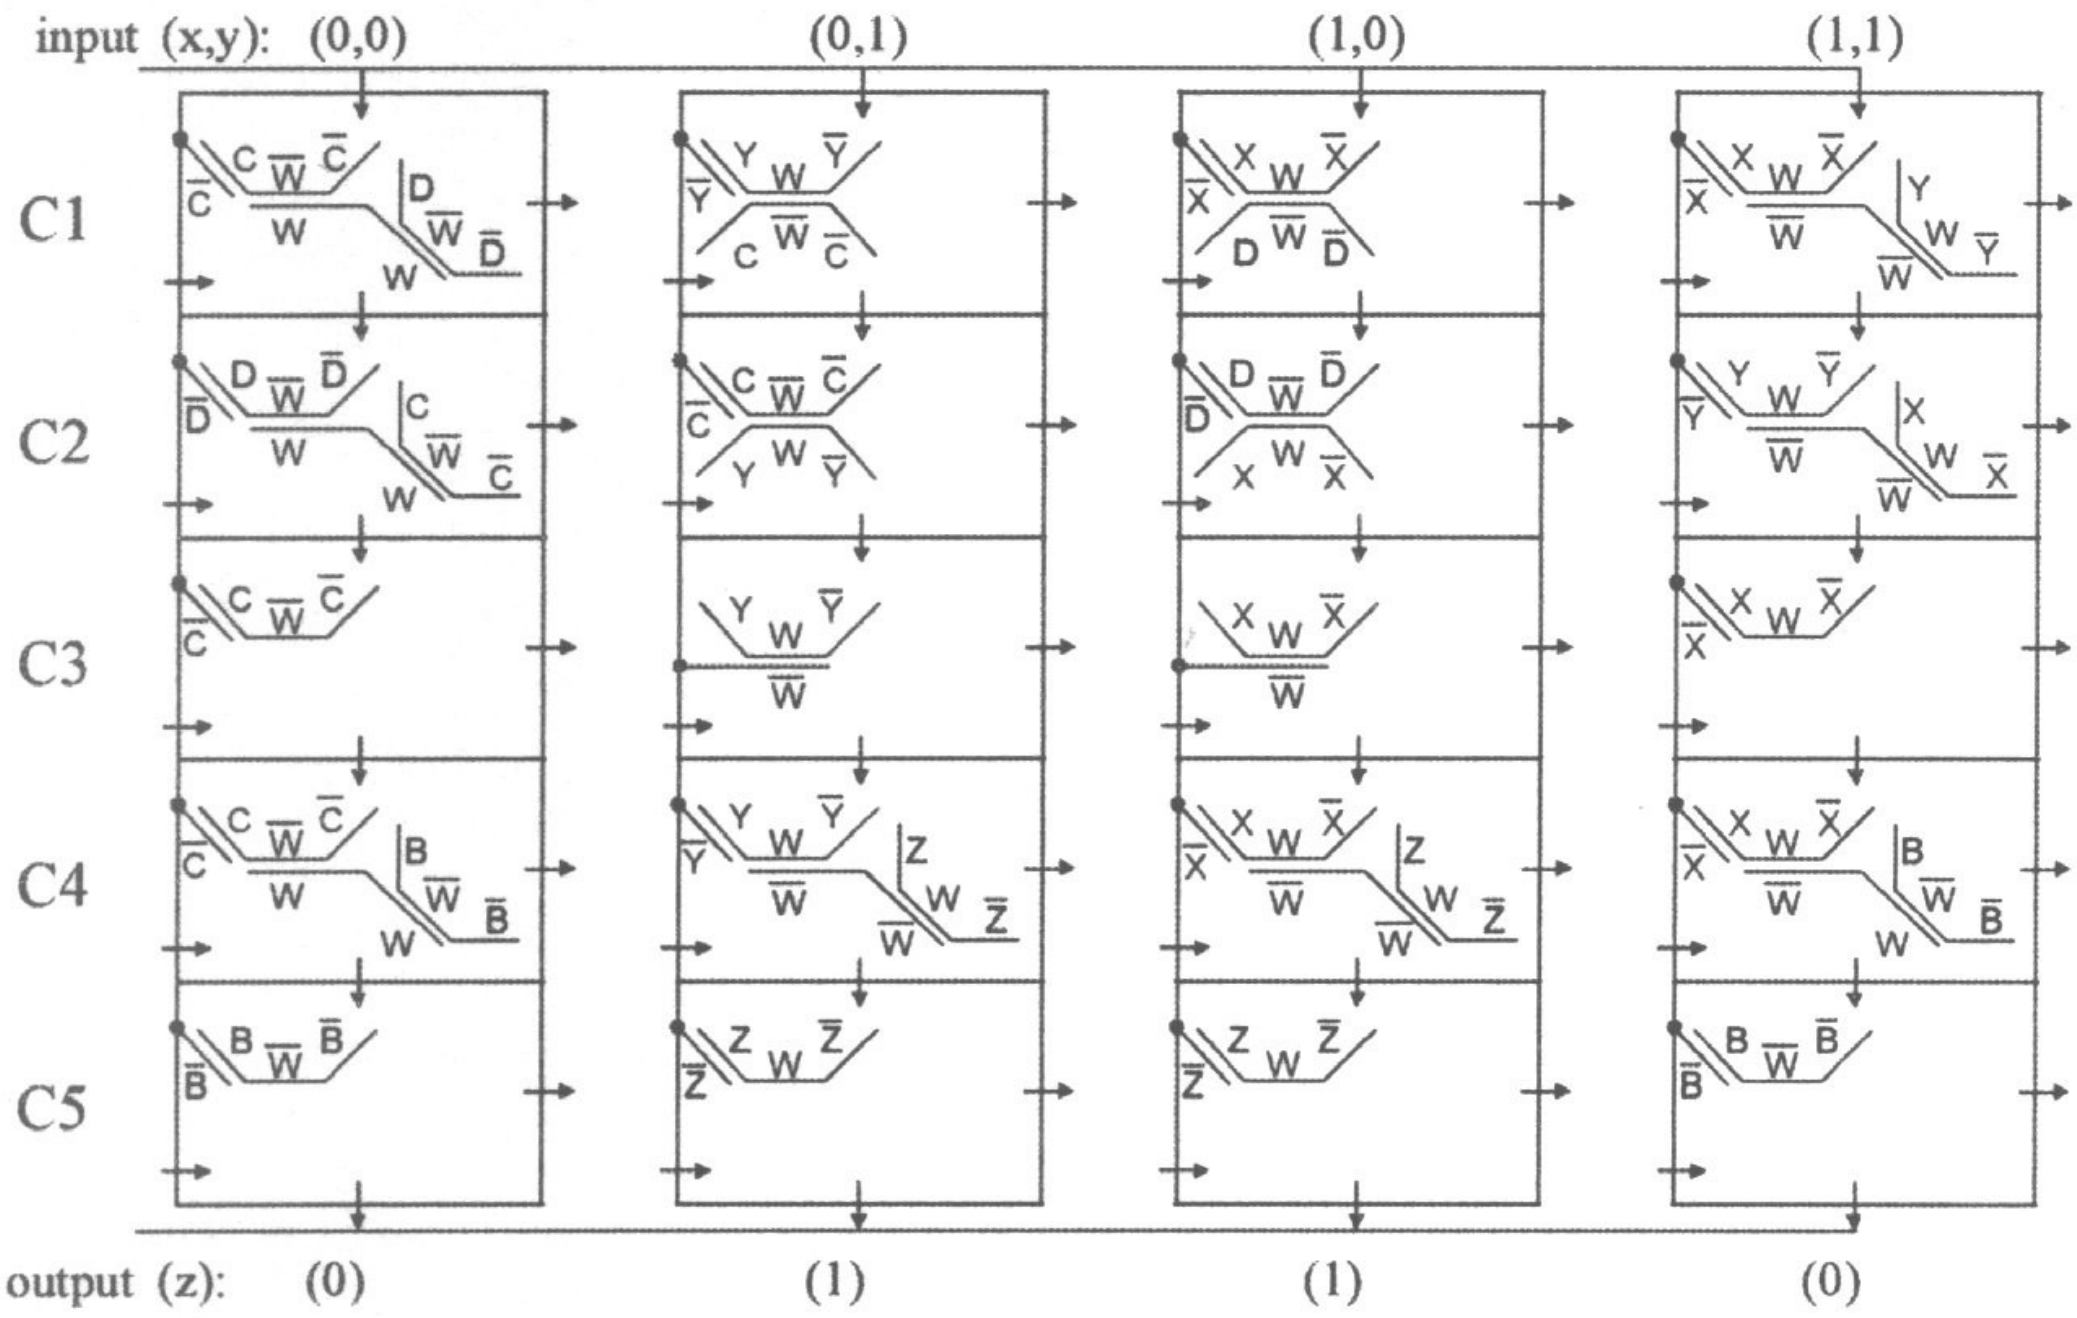 input (x,y): (0,0) (0,1) (1,0) (1,1)
C1
C W̅ C̅ D
C̅ W W̅ D̅
W
Y W Y̅
Y̅ C W̅ C̅
X W X̅
X̅ D W̅ D̅
X W X̅ Y
X̅ W̅ W Y̅
W̅
C2
D W̅ D̅ C
D̅ W W̅ C̅
W
C W̅ C̅
C̅ Y W Y̅
D W̅ D̅
D̅ X W X̅
Y W Y̅ X
Y̅ W̅ W X̅
W̅
C3
C W̅ C̅
C̅
Y W Y̅
W̅
X W X̅
W̅
X W X̅
X̅
C4
C W̅ C̅ B
C̅ W W̅ B̅
W
Y W Y̅ Z
Y̅ W̅ W Z̅
W̅
X W X̅ Z
X̅ W̅ W Z̅
W̅
X W X̅ B
X̅ W̅ W̅ B̅
W
C5
B W̅ B̅
B̅
Z W Z̅
Z̅
Z W Z̅
Z̅
B W̅ B̅
B̅
output (z): (0) (1) (1) (0)